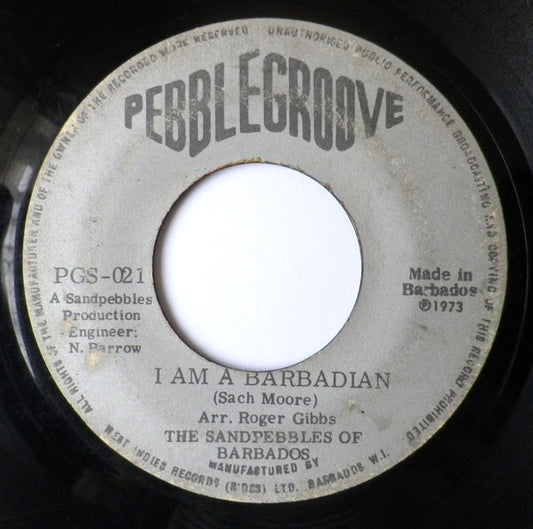 ALL RIGHTS OF THE MANUFACTURER AND OF THE OWNER OF THE RECORDED WORK RESERVED UNAUTHORISED PUBLIC PERFORMANCE BROADCASTING AND COPYING OF THIS RECORD PROHIBITED
PEBBLEGROOVE
PGS-021
A Sandpebbles
Production
Engineer:
N. Barrow
Made in
Barbados
℗1973
I AM A BARBADIAN
(Sach Moore)
Arr. Roger Gibbs
THE SANDPEBBLES OF
BARBADOS
MANUFACTURED BY
WEST INDIES RECORDS (B'DOS) LTD. BARBADOS W.I.